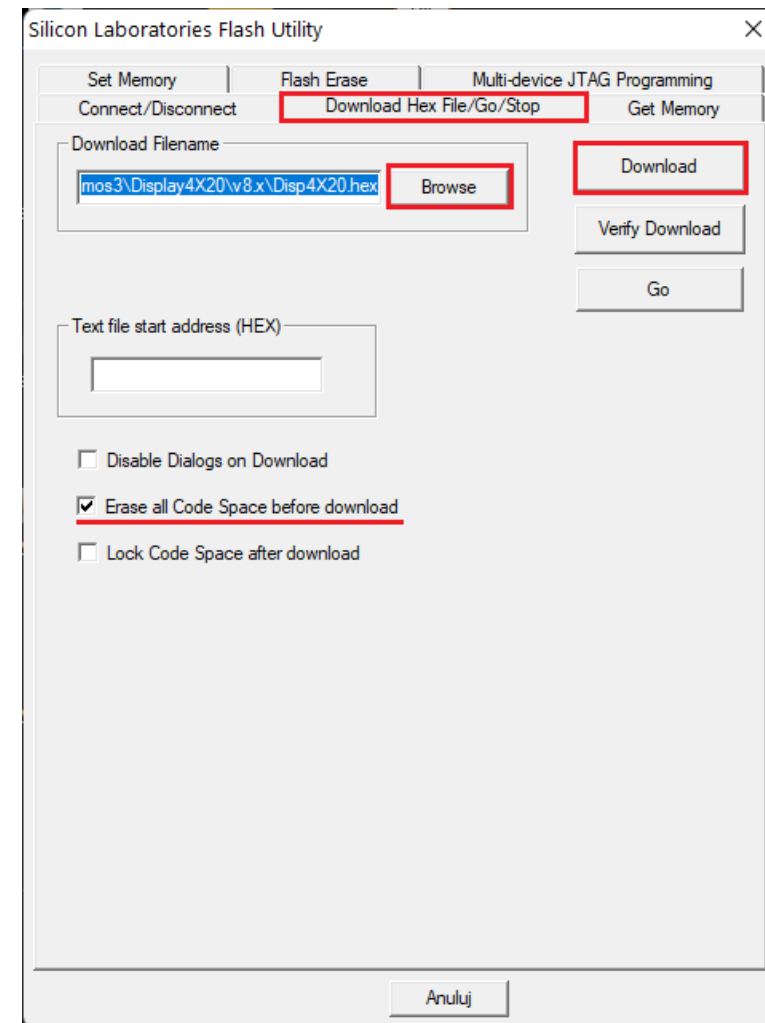 Silicon Laboratories Flash Utility
Set Memory Flash Erase Multi-device JTAG Programming
Connect/Disconnect Download Hex File/Go/Stop Get Memory
Download Filename
mos3\Display4X20\v8.x\Disp4X20.hex Browse
Download
Verify Download
Go
Text file start address (HEX)
Disable Dialogs on Download
Erase all Code Space before download
Lock Code Space after download
Anuluj